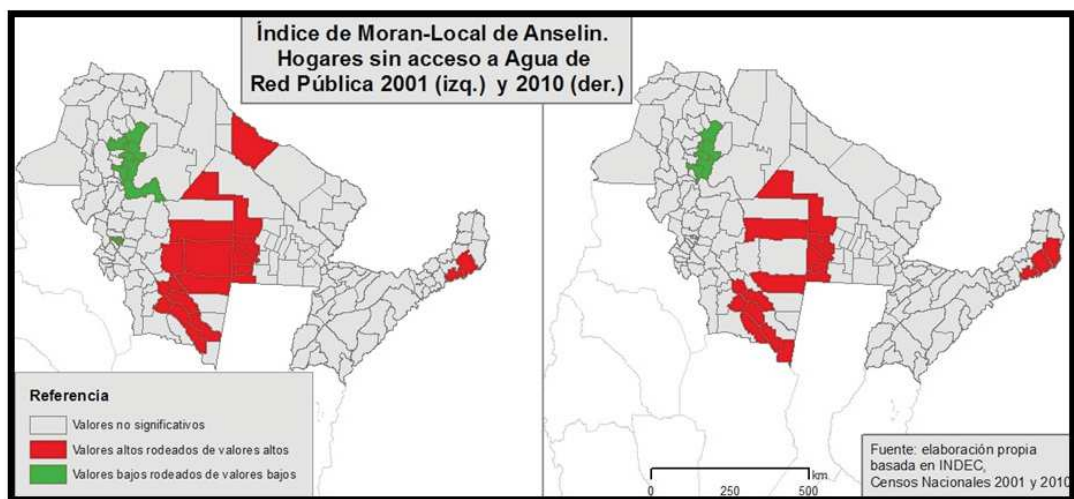 Índice de Moran-Local de Anselin.
Hogares sin acceso a Agua de
Red Pública 2001 (izq.) y 2010 (der.)
Referencia
Valores no significativos
Valores altos rodeados de valores altos
Valores bajos rodeados de valores bajos
km
0 250 500
Fuente: elaboración propia
basada en INDEC,
Censos Nacionales 2001 y 2010